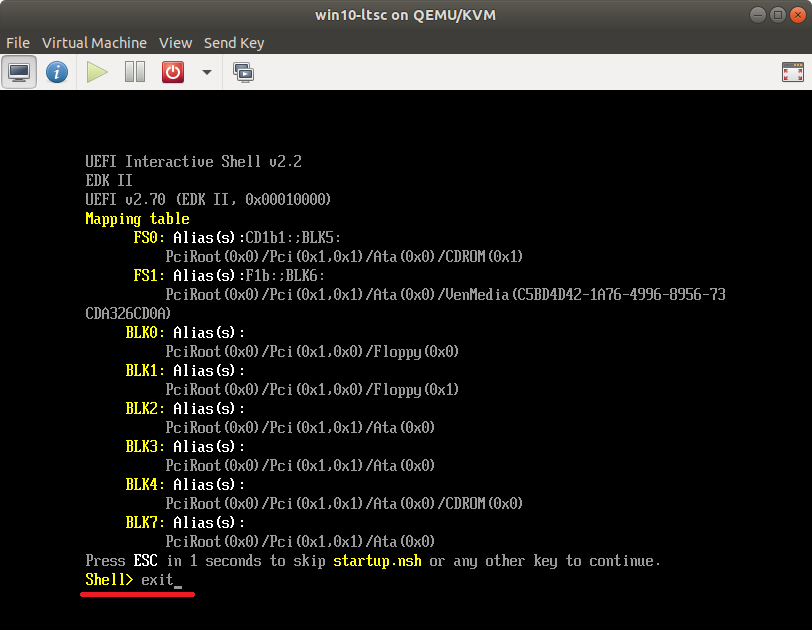 win10-ltsc on QEMU/KVM
File Virtual Machine View Send Key
UEFI Interactive Shell v2.2
EDK II
UEFI v2.70 (EDK II, 0x00010000)
Mapping table
FS0: Alias(s):CD1b1:;BLK5:
PciRoot(0x0)/Pci(0x1,0x1)/Ata(0x0)/CDROM(0x1)
FS1: Alias(s):F1b:;BLK6:
PciRoot(0x0)/Pci(0x1,0x1)/Ata(0x0)/VenMedia(C5BD4D42-1A76-4996-8956-73
CDA326CD0A)
BLK0: Alias(s):
PciRoot(0x0)/Pci(0x1,0x0)/Floppy(0x0)
BLK1: Alias(s):
PciRoot(0x0)/Pci(0x1,0x0)/Floppy(0x1)
BLK2: Alias(s):
PciRoot(0x0)/Pci(0x1,0x1)/Ata(0x0)
BLK3: Alias(s):
PciRoot(0x0)/Pci(0x1,0x1)/Ata(0x0)
BLK4: Alias(s):
PciRoot(0x0)/Pci(0x1,0x1)/Ata(0x0)/CDROM(0x0)
BLK7: Alias(s):
PciRoot(0x0)/Pci(0x1,0x1)/Ata(0x0)
Press ESC in 1 seconds to skip startup.nsh or any other key to continue.
Shell> exit_